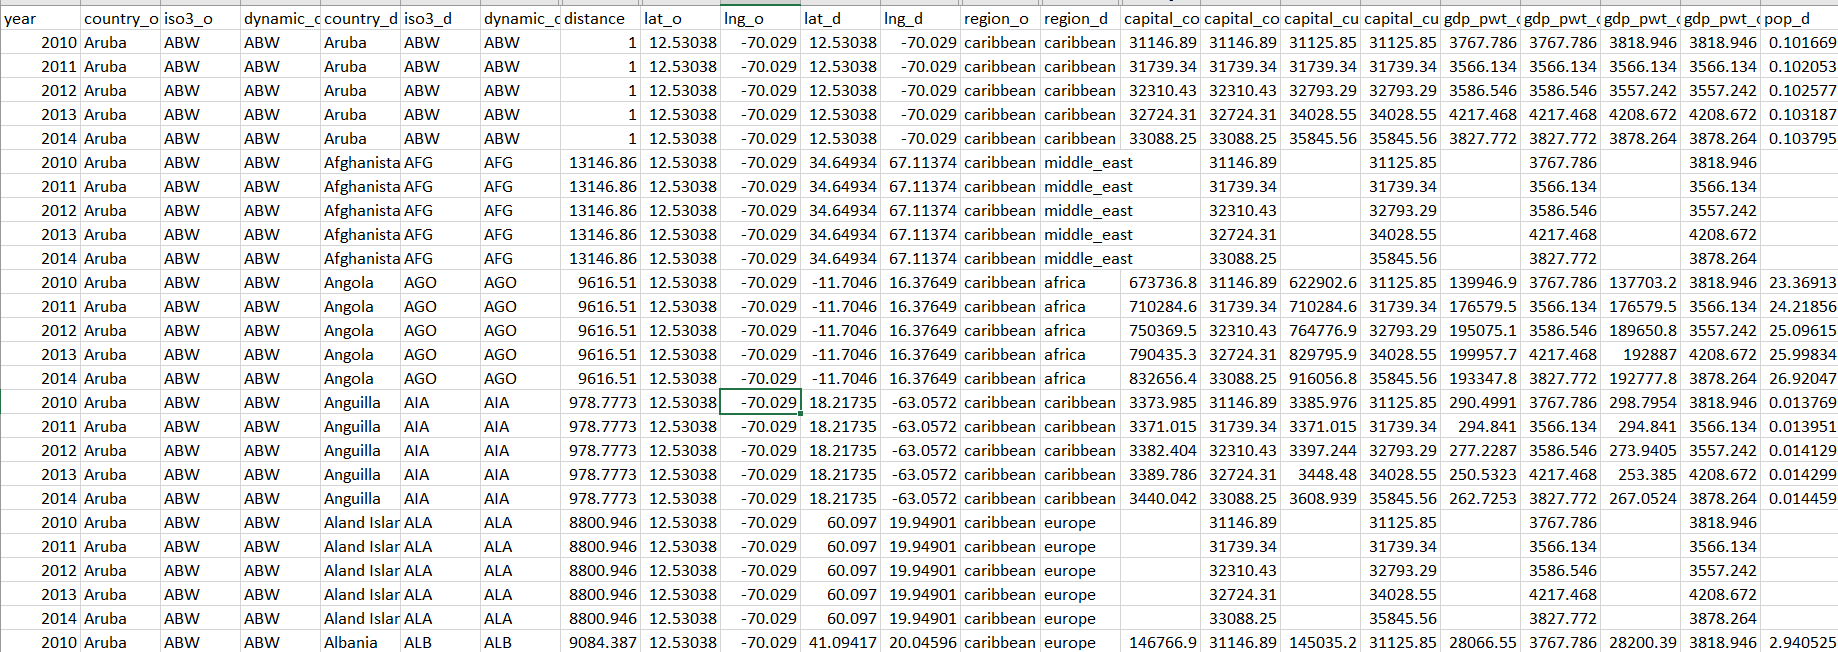 year country_o iso3_o dynamic_c country_d iso3_d dynamic_c distance lat_o lng_o lat_d lng_d region_o region_d capital_co capital_co capital_cu capital_cu gdp_pwt_c gdp_pwt_c gdp_pwt_c gdp_pwt_c pop_d
2010 Aruba ABW ABW Aruba ABW ABW 1 12.53038 -70.029 12.53038 -70.029 caribbean caribbean 31146.89 31146.89 31125.85 31125.85 3767.786 3767.786 3818.946 3818.946 0.101669
2011 Aruba ABW ABW Aruba ABW ABW 1 12.53038 -70.029 12.53038 -70.029 caribbean caribbean 31739.34 31739.34 31739.34 31739.34 3566.134 3566.134 3566.134 3566.134 0.102053
2012 Aruba ABW ABW Aruba ABW ABW 1 12.53038 -70.029 12.53038 -70.029 caribbean caribbean 32310.43 32310.43 32793.29 32793.29 3586.546 3586.546 3557.242 3557.242 0.102577
2013 Aruba ABW ABW Aruba ABW ABW 1 12.53038 -70.029 12.53038 -70.029 caribbean caribbean 32724.31 32724.31 34028.55 34028.55 4217.468 4217.468 4208.672 4208.672 0.103187
2014 Aruba ABW ABW Aruba ABW ABW 1 12.53038 -70.029 12.53038 -70.029 caribbean caribbean 33088.25 33088.25 35845.56 35845.56 3827.772 3827.772 3878.264 3878.264 0.103795
2010 Aruba ABW ABW Afghanista AFG AFG 13146.86 12.53038 -70.029 34.64934 67.11374 caribbean middle_east 31146.89 31125.85 3767.786 3818.946
2011 Aruba ABW ABW Afghanista AFG AFG 13146.86 12.53038 -70.029 34.64934 67.11374 caribbean middle_east 31739.34 31739.34 3566.134 3566.134
2012 Aruba ABW ABW Afghanista AFG AFG 13146.86 12.53038 -70.029 34.64934 67.11374 caribbean middle_east 32310.43 32793.29 3586.546 3557.242
2013 Aruba ABW ABW Afghanista AFG AFG 13146.86 12.53038 -70.029 34.64934 67.11374 caribbean middle_east 32724.31 34028.55 4217.468 4208.672
2014 Aruba ABW ABW Afghanista AFG AFG 13146.86 12.53038 -70.029 34.64934 67.11374 caribbean middle_east 33088.25 35845.56 3827.772 3878.264
2010 Aruba ABW ABW Angola AGO AGO 9616.51 12.53038 -70.029 -11.7046 16.37649 caribbean africa 673736.8 31146.89 622902.6 31125.85 139946.9 3767.786 137703.2 3818.946 23.36913
2011 Aruba ABW ABW Angola AGO AGO 9616.51 12.53038 -70.029 -11.7046 16.37649 caribbean africa 710284.6 31739.34 710284.6 31739.34 176579.5 3566.134 176579.5 3566.134 24.21856
2012 Aruba ABW ABW Angola AGO AGO 9616.51 12.53038 -70.029 -11.7046 16.37649 caribbean africa 750369.5 32310.43 764776.9 32793.29 195075.1 3586.546 189650.8 3557.242 25.09615
2013 Aruba ABW ABW Angola AGO AGO 9616.51 12.53038 -70.029 -11.7046 16.37649 caribbean africa 790435.3 32724.31 829795.9 34028.55 199957.7 4217.468 192887 4208.672 25.99834
2014 Aruba ABW ABW Angola AGO AGO 9616.51 12.53038 -70.029 -11.7046 16.37649 caribbean africa 832656.4 33088.25 916056.8 35845.56 193347.8 3827.772 192777.8 3878.264 26.92047
2010 Aruba ABW ABW Anguilla AIA AIA 978.7773 12.53038 -70.029 18.21735 -63.0572 caribbean caribbean 3373.985 31146.89 3385.976 31125.85 290.4991 3767.786 298.7954 3818.946 0.013769
2011 Aruba ABW ABW Anguilla AIA AIA 978.7773 12.53038 -70.029 18.21735 -63.0572 caribbean caribbean 3371.015 31739.34 3371.015 31739.34 294.841 3566.134 294.841 3566.134 0.013951
2012 Aruba ABW ABW Anguilla AIA AIA 978.7773 12.53038 -70.029 18.21735 -63.0572 caribbean caribbean 3382.404 32310.43 3397.244 32793.29 277.2287 3586.546 273.9405 3557.242 0.014129
2013 Aruba ABW ABW Anguilla AIA AIA 978.7773 12.53038 -70.029 18.21735 -63.0572 caribbean caribbean 3389.786 32724.31 3448.48 34028.55 250.5323 4217.468 253.385 4208.672 0.014299
2014 Aruba ABW ABW Anguilla AIA AIA 978.7773 12.53038 -70.029 18.21735 -63.0572 caribbean caribbean 3440.042 33088.25 3608.939 35845.56 262.7253 3827.772 267.0524 3878.264 0.014459
2010 Aruba ABW ABW Aland Islar ALA ALA 8800.946 12.53038 -70.029 60.097 19.94901 caribbean europe 31146.89 31125.85 3767.786 3818.946
2011 Aruba ABW ABW Aland Islar ALA ALA 8800.946 12.53038 -70.029 60.097 19.94901 caribbean europe 31739.34 31739.34 3566.134 3566.134
2012 Aruba ABW ABW Aland Islar ALA ALA 8800.946 12.53038 -70.029 60.097 19.94901 caribbean europe 32310.43 32793.29 3586.546 3557.242
2013 Aruba ABW ABW Aland Islar ALA ALA 8800.946 12.53038 -70.029 60.097 19.94901 caribbean europe 32724.31 34028.55 4217.468 4208.672
2014 Aruba ABW ABW Aland Islar ALA ALA 8800.946 12.53038 -70.029 60.097 19.94901 caribbean europe 33088.25 35845.56 3827.772 3878.264
2010 Aruba ABW ABW Albania ALB ALB 9084.387 12.53038 -70.029 41.09417 20.04596 caribbean europe 146766.9 31146.89 145035.2 31125.85 28066.55 3767.786 28200.39 3818.946 2.940525